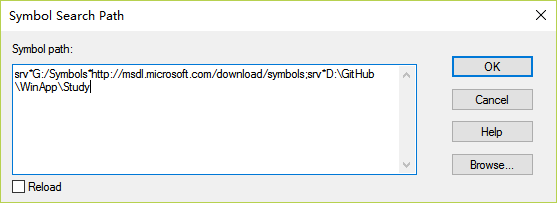 Symbol Search Path
Symbol path:
srv*G:/Symbols*http://msdl.microsoft.com/download/symbols;srv*D:\GitHub
\WinApp\Study
OK
Cancel
Help
Browse...
Reload